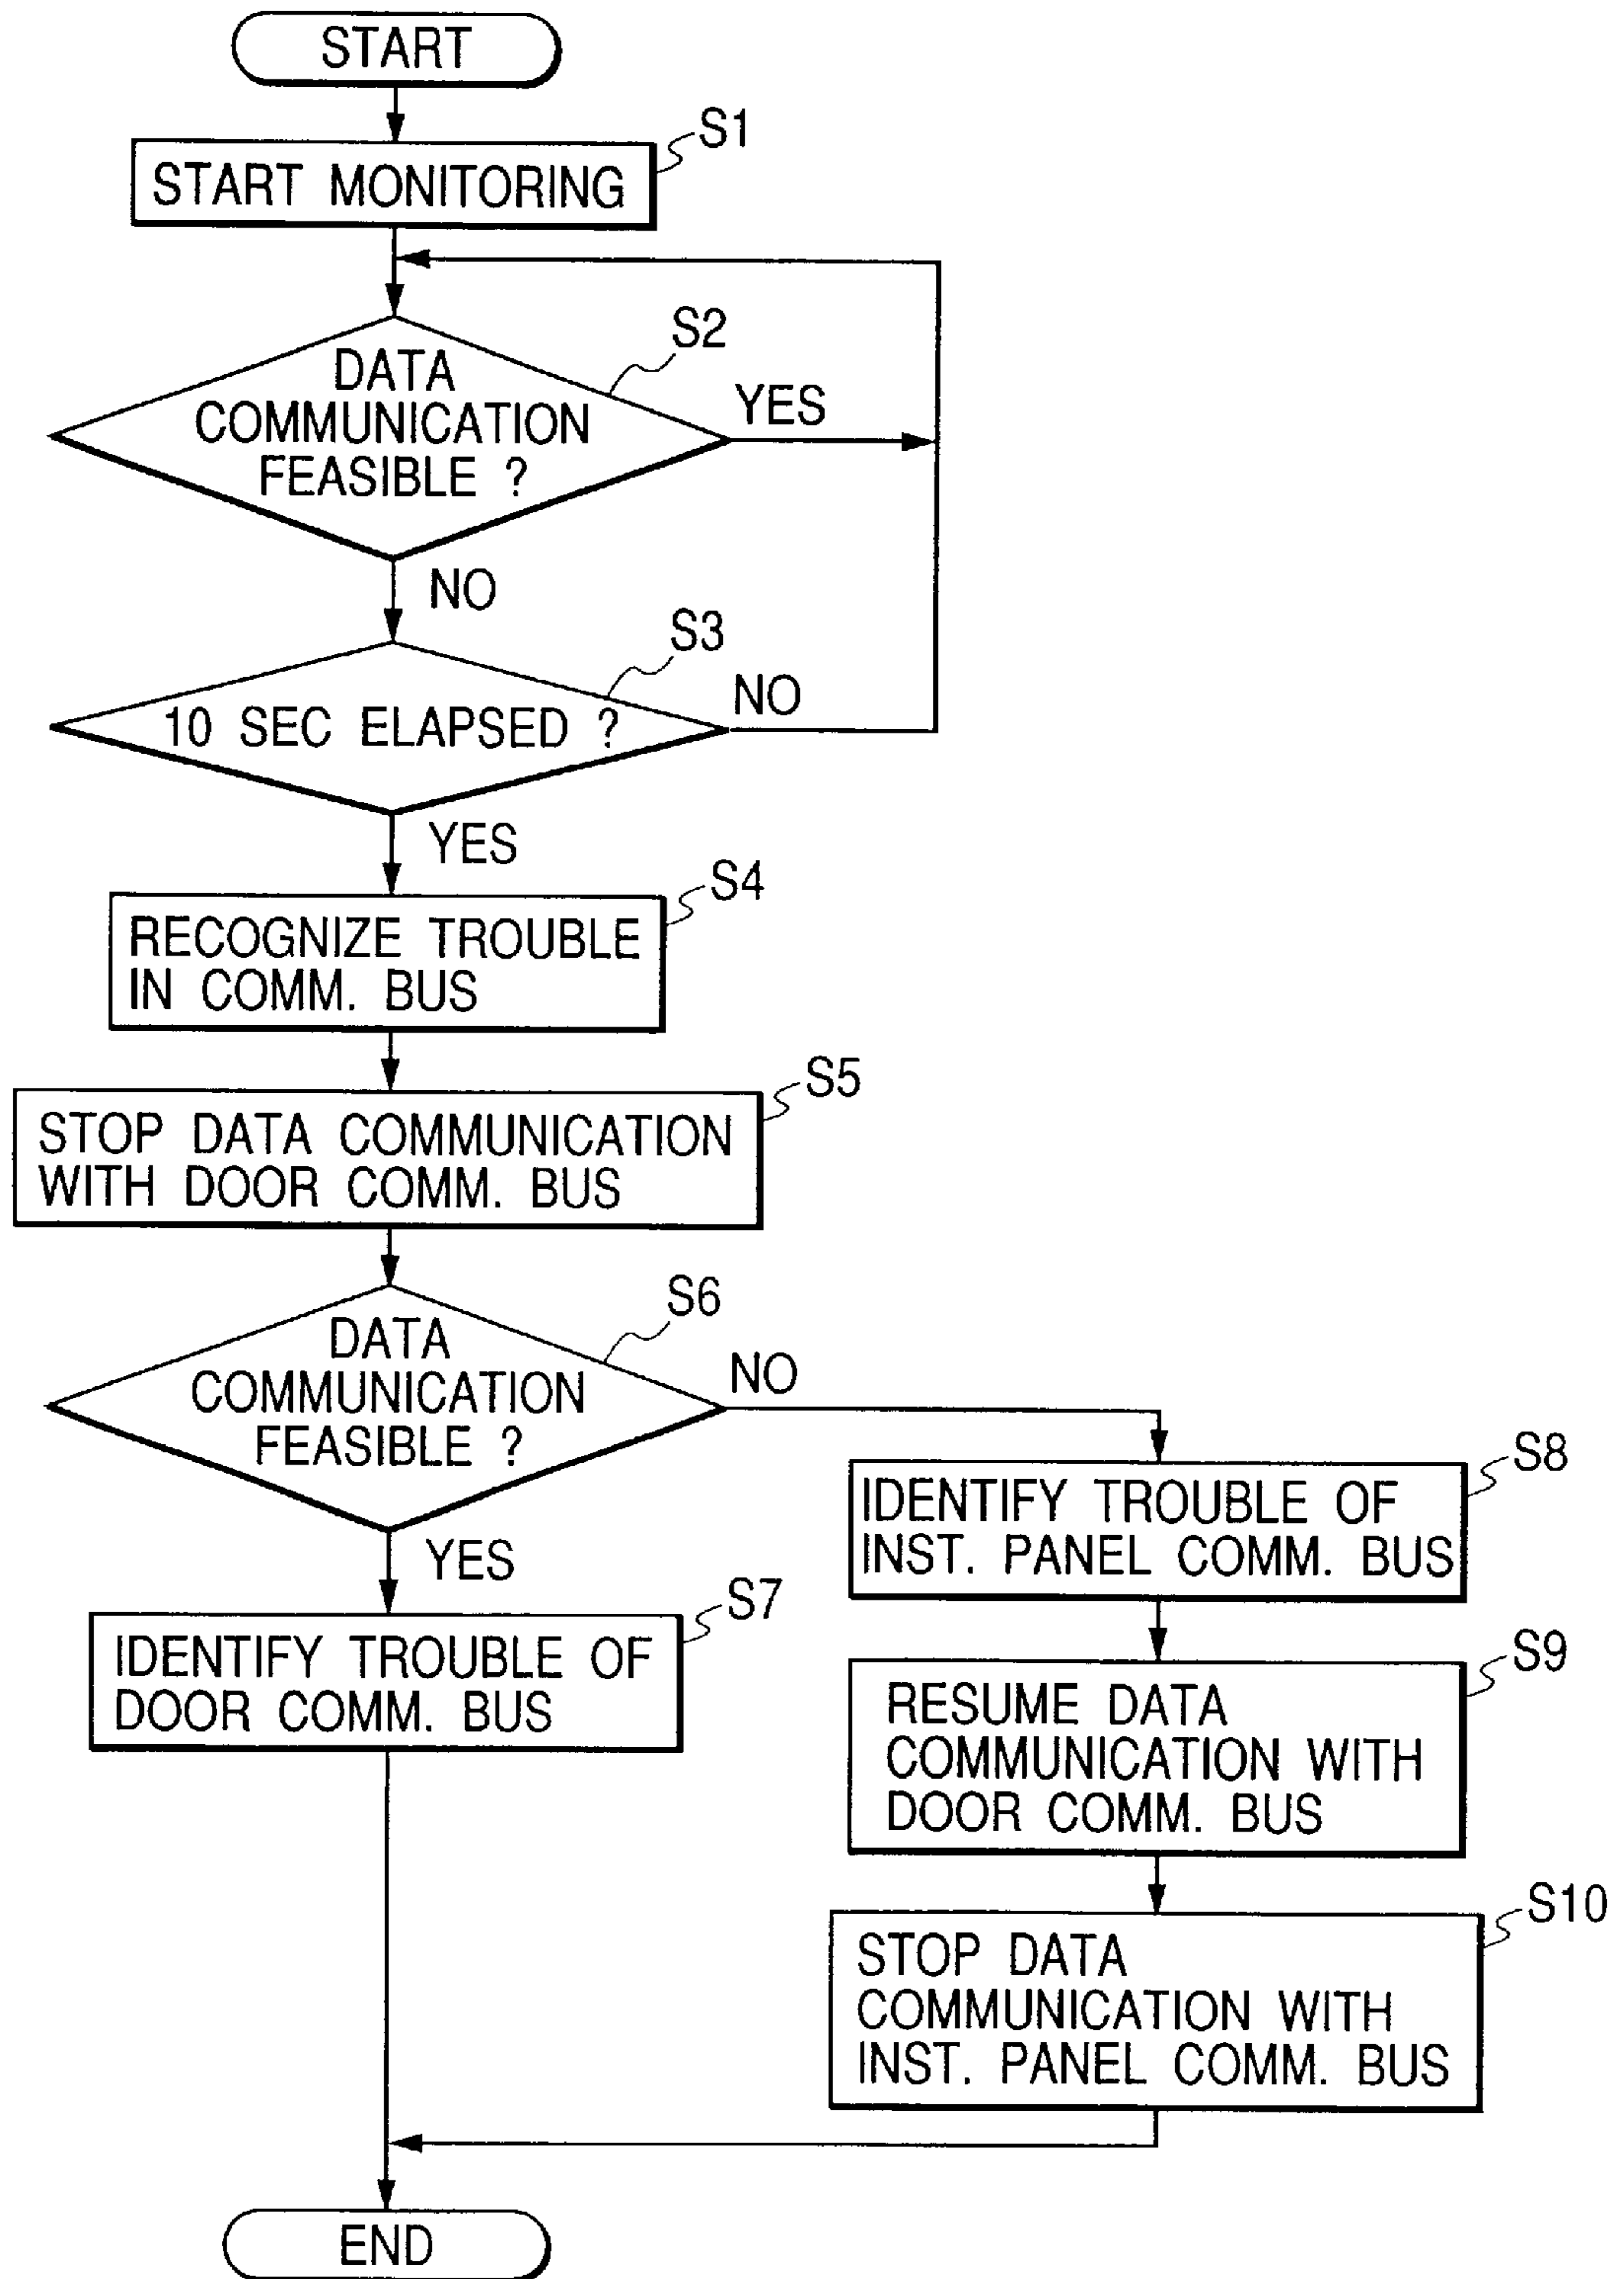 START
S1
START MONITORING
S2
DATA
COMMUNICATION
FEASIBLE ?
YES
NO
S3
10 SEC ELAPSED ?
NO
YES
S4
RECOGNIZE TROUBLE
IN COMM. BUS
S5
STOP DATA COMMUNICATION
WITH DOOR COMM. BUS
S6
DATA
COMMUNICATION
FEASIBLE ?
NO
YES
S7
IDENTIFY TROUBLE OF
DOOR COMM. BUS
S8
IDENTIFY TROUBLE OF
INST. PANEL COMM. BUS
S9
RESUME DATA
COMMUNICATION WITH
DOOR COMM. BUS
S10
STOP DATA
COMMUNICATION WITH
INST. PANEL COMM. BUS
END